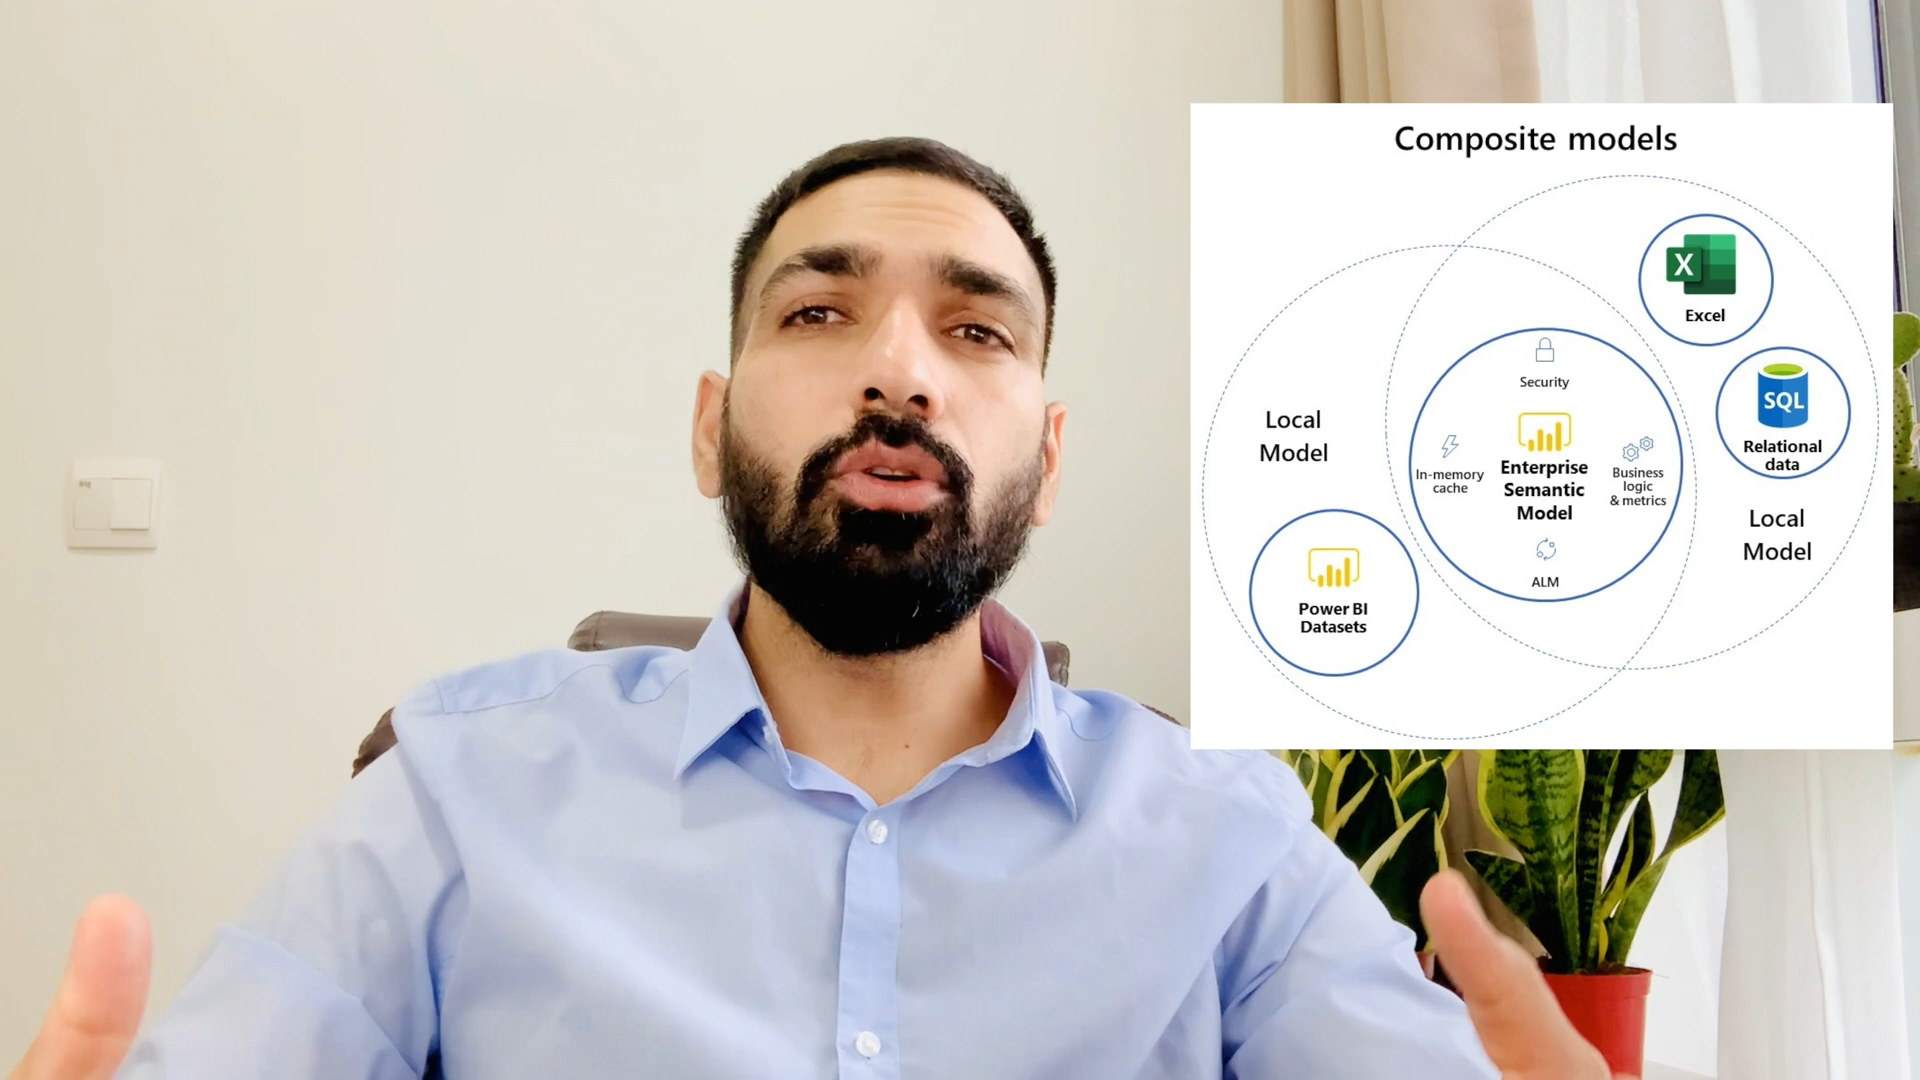 Composite models
X
Excel
SQL
Relational
data
Local
Model
Security
In-memory
cache
Enterprise
Semantic
Model
Business
logic
& metrics
ALM
Local
Model
Power BI
Datasets